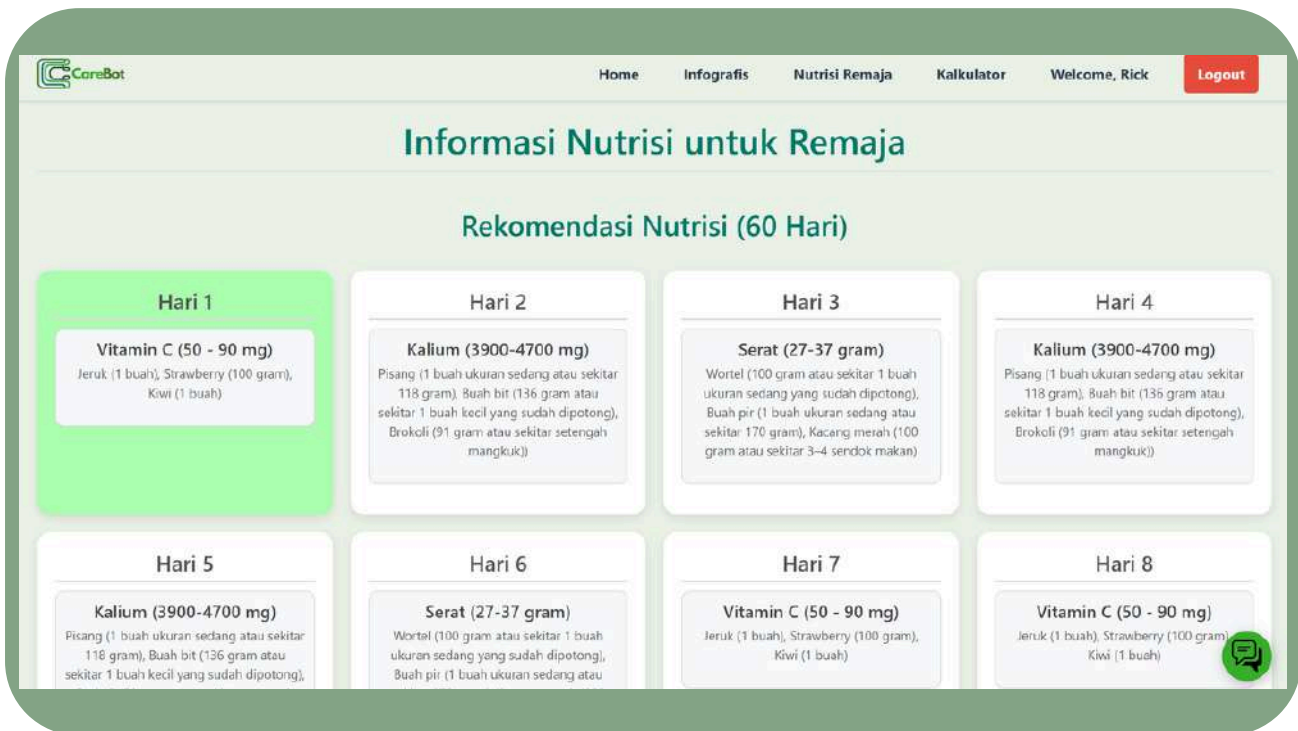 CareBot
Home
Infografis
Nutrisi Remaja
Kalkulator
Welcome, Rick
Logout
Informasi Nutrisi untuk Remaja
Rekomendasi Nutrisi (60 Hari)
Hari 1
Vitamin C (50 - 90 mg)
Jeruk (1 buah), Strawberry (100 gram),
Kiwi (1 buah)
Hari 2
Kalium (3900-4700 mg)
Pisang (1 buah ukuran sedang atau sekitar
118 gram), Buah bit (136 gram atau
sekitar 1 buah kecil yang sudah dipotong),
Brokoli (91 gram atau sekitar setengah
mangkuk))
Hari 3
Serat (27-37 gram)
Wortel (100 gram atau sekitar 1 buah
ukuran sedang yang sudah dipotong),
Buah pir (1 buah ukuran sedang atau
sekitar 170 gram), Kacang merah (100
gram atau sekitar 3–4 sendok makan)
Hari 4
Kalium (3900-4700 mg)
Pisang (1 buah ukuran sedang atau sekitar
118 gram), Buah bit (136 gram atau
sekitar 1 buah kecil yang sudah dipotong),
Brokoli (91 gram atau sekitar setengah
mangkuk))
Hari 5
Kalium (3900-4700 mg)
Pisang (1 buah ukuran sedang atau sekitar
118 gram), Buah bit (136 gram atau
sekitar 1 buah kecil yang sudah dipotong),
Hari 6
Serat (27-37 gram)
Wortel (100 gram atau sekitar 1 buah
ukuran sedang yang sudah dipotong),
Buah pir (1 buah ukuran sedang atau
Hari 7
Vitamin C (50 - 90 mg)
Jeruk (1 buah), Strawberry (100 gram),
Kiwi (1 buah)
Hari 8
Vitamin C (50 - 90 mg)
Jeruk (1 buah), Strawberry (100 gram)
Kiwi (1 buah)